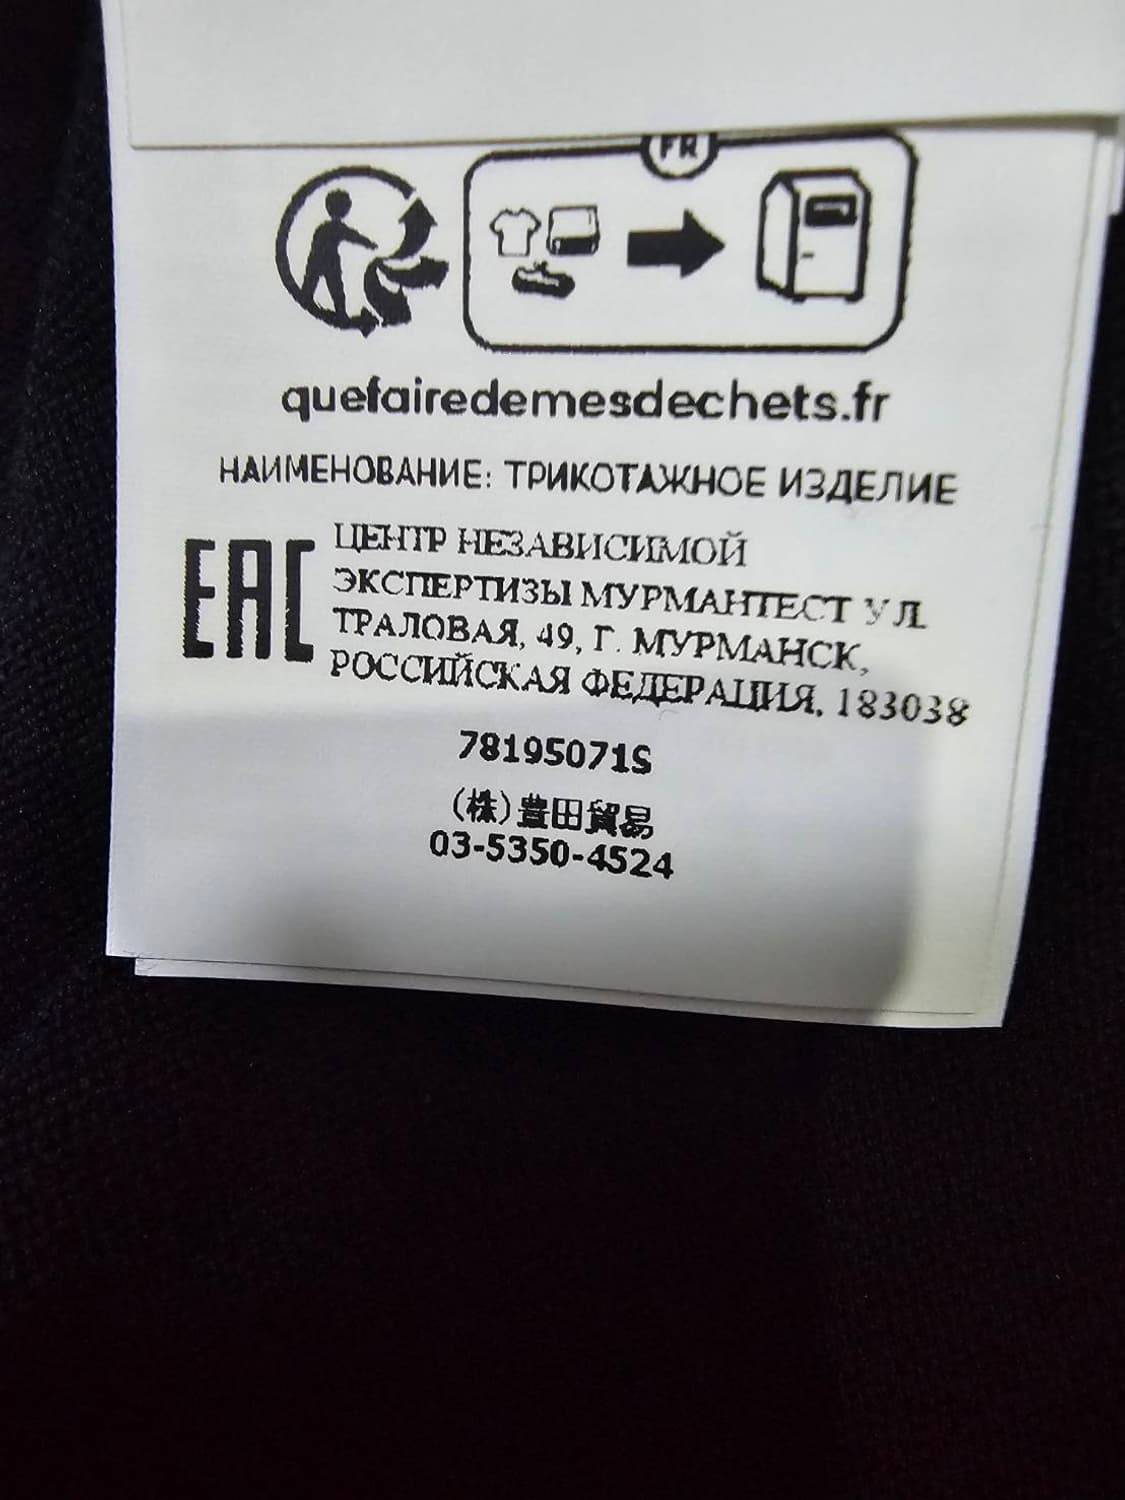 FR
quefairedemesdechets.fr
НАИМЕНОВАНИЕ: ТРИКОТАЖНОЕ ИЗДЕЛИЕ
EAC
ЦЕНТР НЕЗАВИСИМОЙ
ЭКСПЕРТИЗЫ МУРМАНТЕСТ УЛ.
ТРАЛОВАЯ, 49, Г. МУРМАНСК,
РОССИЙСКАЯ ФЕДЕРАЦИЯ, 183038
78195071S
(株)豊田貿易
03-5350-4524